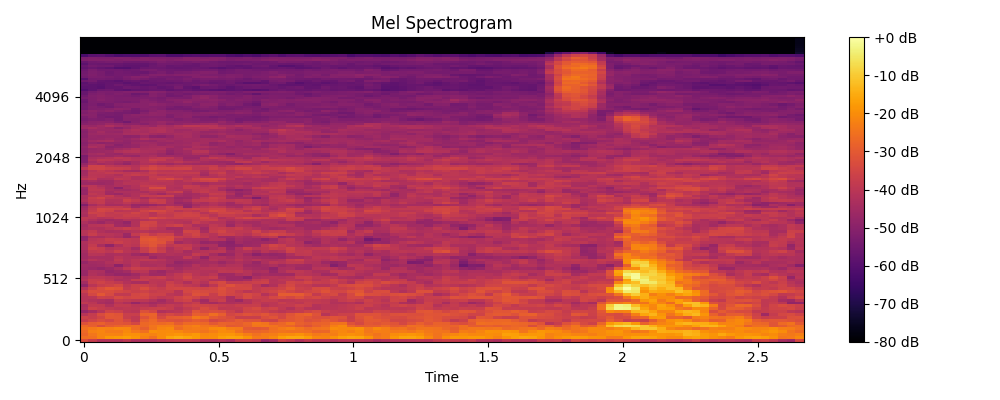 Mel Spectrogram
+0 dB
-10 dB
-20 dB
-30 dB
-40 dB
-50 dB
-60 dB
-70 dB
-80 dB
Hz
4096
2048
1024
512
0
0 0.5 1 1.5 2 2.5
Time